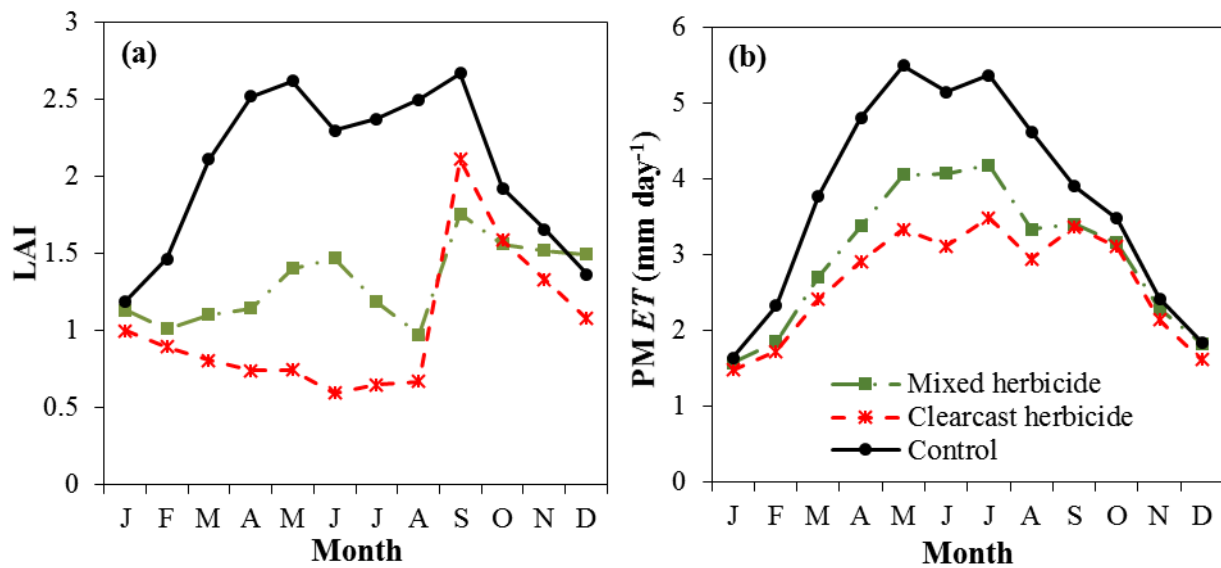 (a)
LAI
3
2.5
2
1.5
1
0.5
0
J F M A M J J A S O N D
Month
(b)
PM ET (mm day-1)
6
5
4
3
2
1
0
Mixed herbicide
Clearcast herbicide
Control
J F M A M J J A S O N D
Month